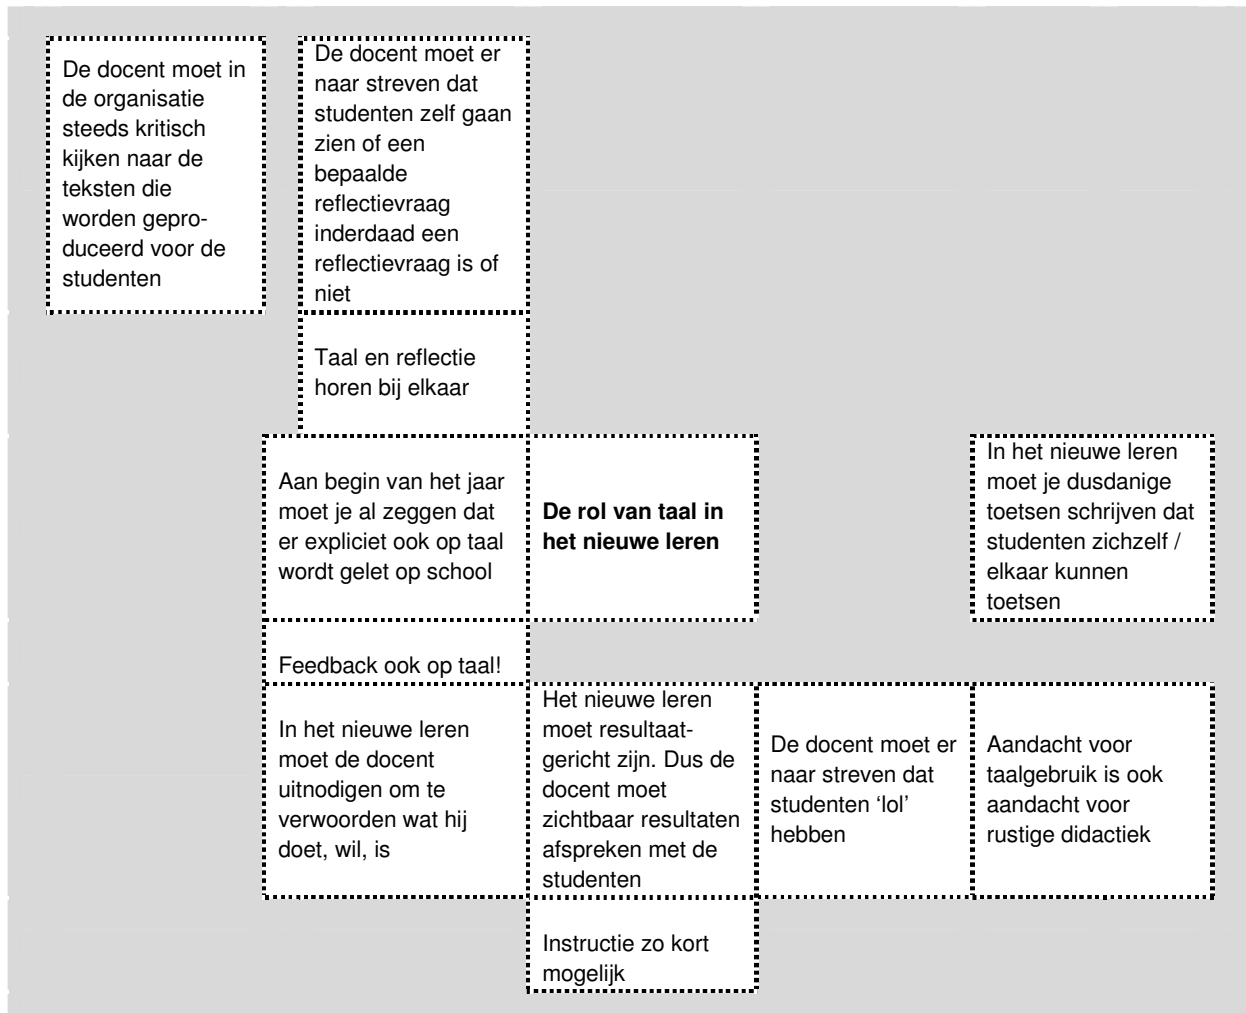 De docent moet in
de organisatie
steeds kritisch
kijken naar de
teksten die
worden gepro-
duceerd voor de
studenten
De docent moet er
naar streven dat
studenten zelf gaan
zien of een
bepaalde
reflectievraag
inderdaad een
reflectievraag is of
niet
Taal en reflectie
horen bij elkaar
Aan begin van het jaar
moet je al zeggen dat
er expliciet ook op taal
wordt gelet op school
De rol van taal in
het nieuwe leren
In het nieuwe leren
moet je dusdanige
toetsen schrijven dat
studenten zichzelf /
elkaar kunnen
toetsen
Feedback ook op taal!
In het nieuwe leren
moet de docent
uitnodigen om te
verwoorden wat hij
doet, wil, is
Het nieuwe leren
moet resultaat-
gericht zijn. Dus de
docent moet
zichtbaar resultaten
afspreken met de
studenten
De docent moet er
naar streven dat
studenten ‘lol’
hebben
Aandacht voor
taalgebruik is ook
aandacht voor
rustige didactiek
Instructie zo kort
mogelijk